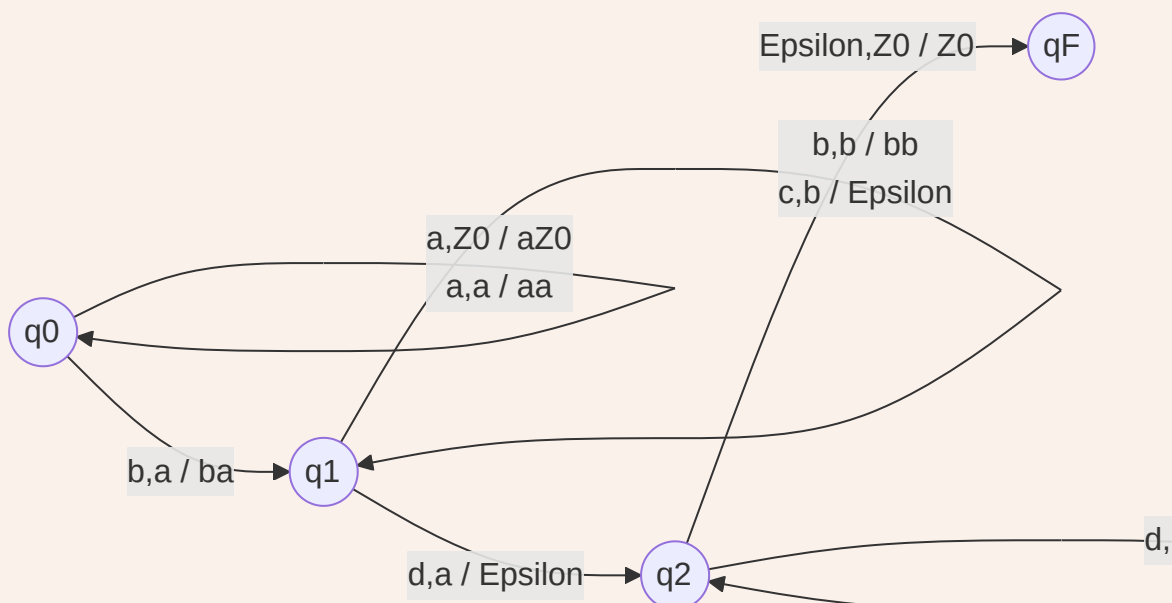 Epsilon,Z0 / Z0
qF
b,b / bb
c,b / Epsilon
a,Z0 / aZ0
a,a / aa
q0
b,a / ba
q1
d,a / Epsilon
q2
d,